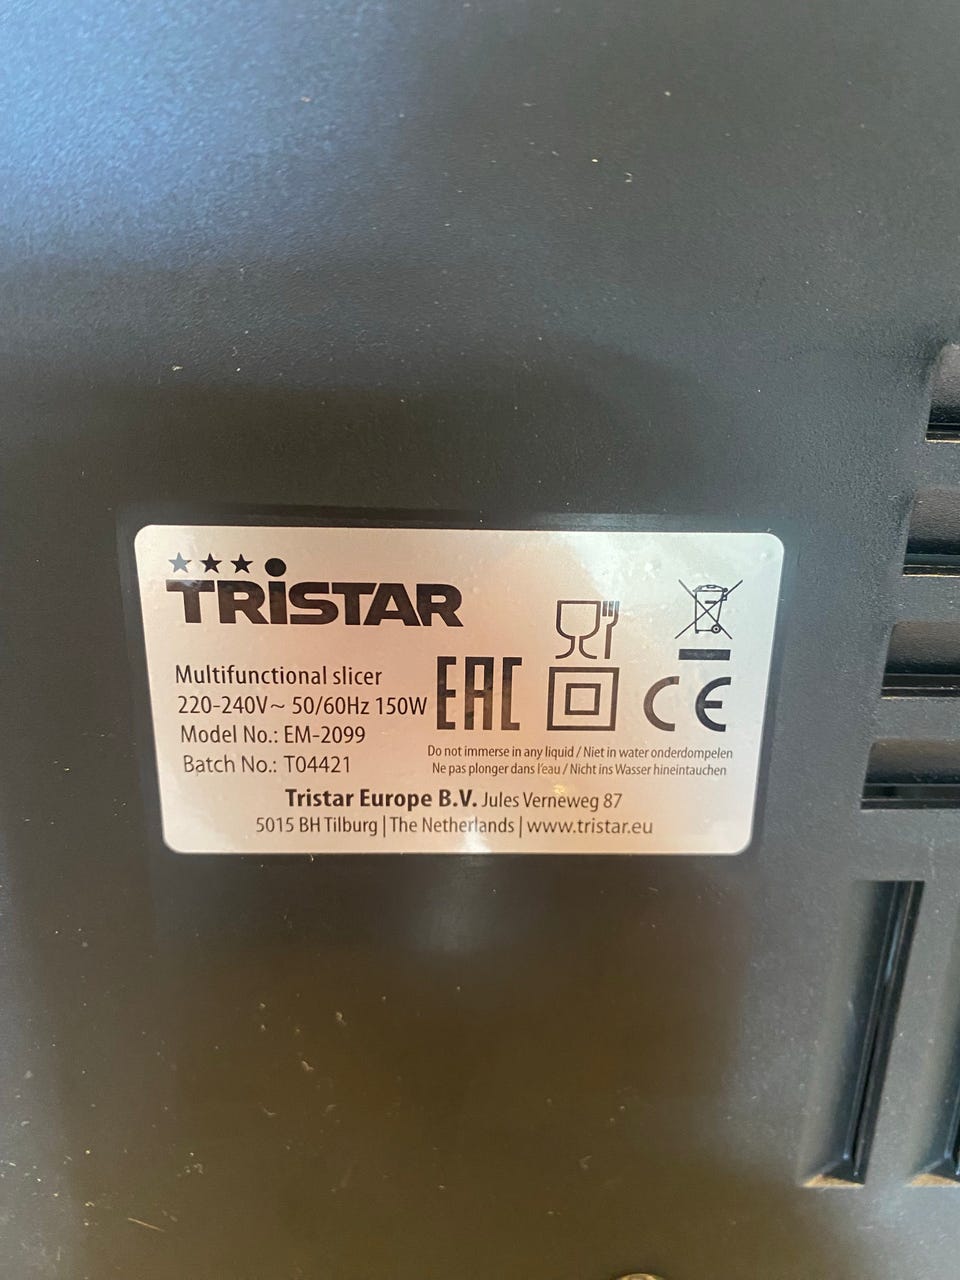 TRISTAR
Multifunctional slicer
220-240V~ 50/60Hz 150W
Model No.: EM-2099
Batch No.: T04421
EAC
CE
Do not immerse in any liquid / Niet in water onderdompelen
Ne pas plonger dans l'eau / Nicht ins Wasser hineintauchen
Tristar Europe B.V. Jules Verneweg 87
5015 BH Tilburg | The Netherlands | www.tristar.eu